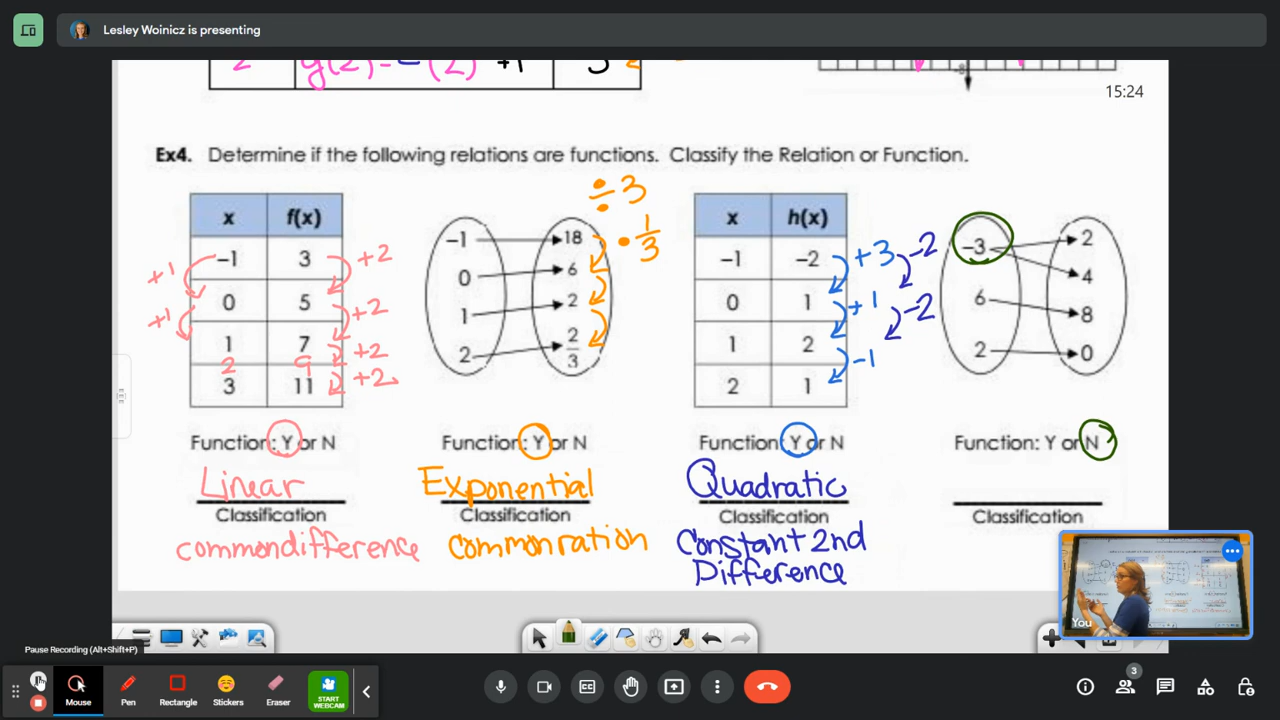 Lesley Woinicz is presenting
y(2) = (2) +1
15:24
Ex4. Determine if the following relations are functions. Classify the Relation or Function.
x f(x)
-1 3
0 5
1 7
2 9
3 11
+1
+1
+2
+2
+2
+2
-1 18
0 6
1 2
2 2/3
÷3
· 1/3
x h(x)
-1 -2
0 1
1 2
2 1
+3
+1
-1
-2
-2
-3 2
4
6 8
2 0
Function: Y or N Function: Y or N Function: Y or N Function: Y or N
Linear Exponential Quadratic
Classification Classification Classification Classification
common difference common ration Constant 2nd
Difference
You
Pause Recording (Alt+Shift+P)
Mouse Pen Rectangle Stickers Eraser START WEBCAM
CC
3